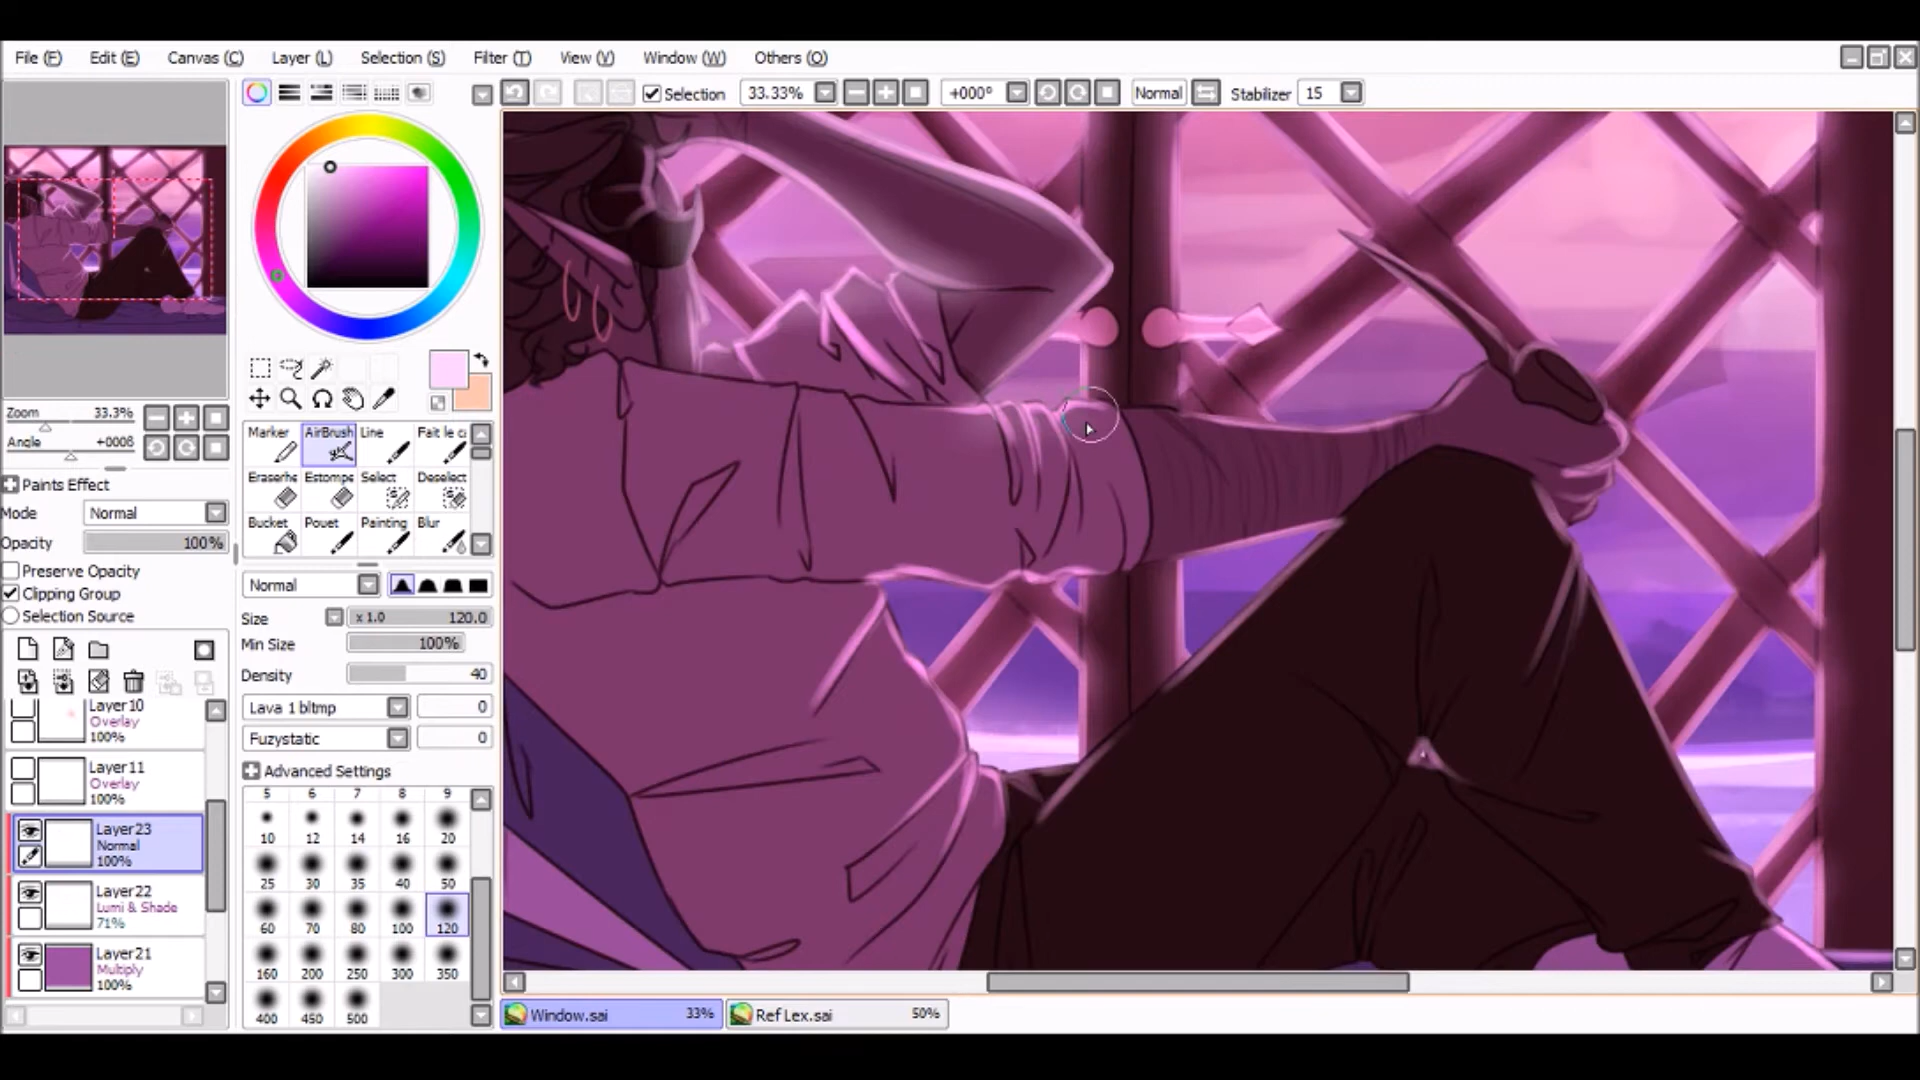 File (F) Edit (E) Canvas (C) Layer (L) Selection (S) Filter (T) View (V) Window (W) Others (O)
Selection 33.33% +000° Normal Stabilizer 15
Zoom 33.3%
Angle +0008
Paints Effect
Mode Normal
Opacity 100%
Preserve Opacity
Clipping Group
Selection Source
Layer10
Overlay
100%
Layer11
Overlay
100%
Layer23
Normal
100%
Layer22
Lumi & Shade
71%
Layer21
Multiply
100%
Marker AirBrush Line Fait le c
Eraserhe Estompe Select Deselect
Bucket Pouet Painting Blur
Normal
Size x 1.0 120.0
Min Size 100%
Density 40
Lava 1 bltmp 0
Fuzystatic 0
Advanced Settings
5 6 7 8 9
10 12 14 16 20
25 30 35 40 50
60 70 80 100 120
160 200 250 300 350
400 450 500
Window.sai 33% Ref Lex.sai 50%